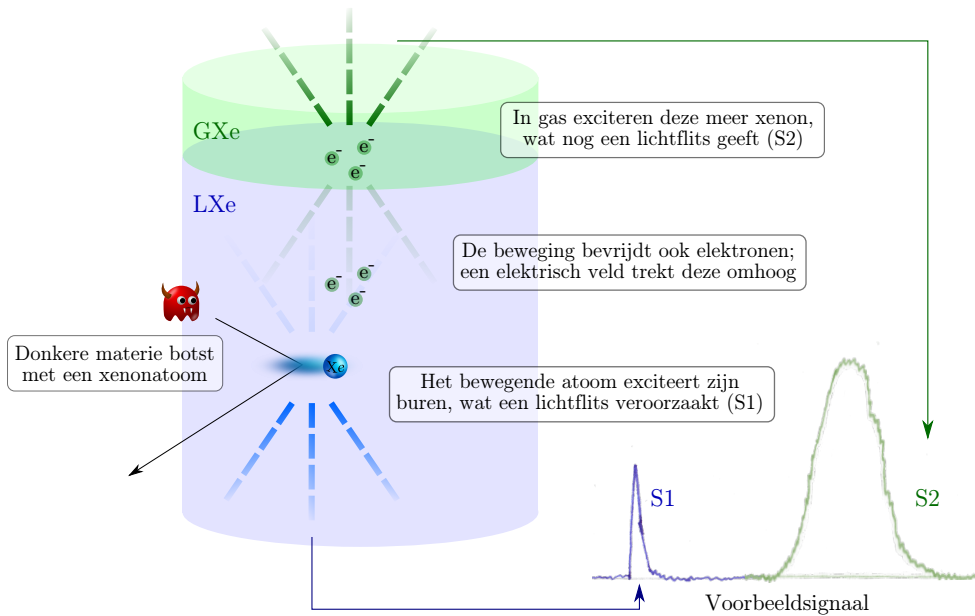 GXe
In gas exciteren deze meer xenon,
wat nog een lichtflits geeft (S2)
e⁻
e⁻
e⁻
LXe
De beweging bevrijdt ook elektronen;
een elektrisch veld trekt deze omhoog
e⁻
e⁻
e⁻
Donkere materie botst
met een xenonatoom
Xe
Het bewegende atoom exciteert zijn
buren, wat een lichtflits veroorzaakt (S1)
S1
S2
Voorbeeldsignaal